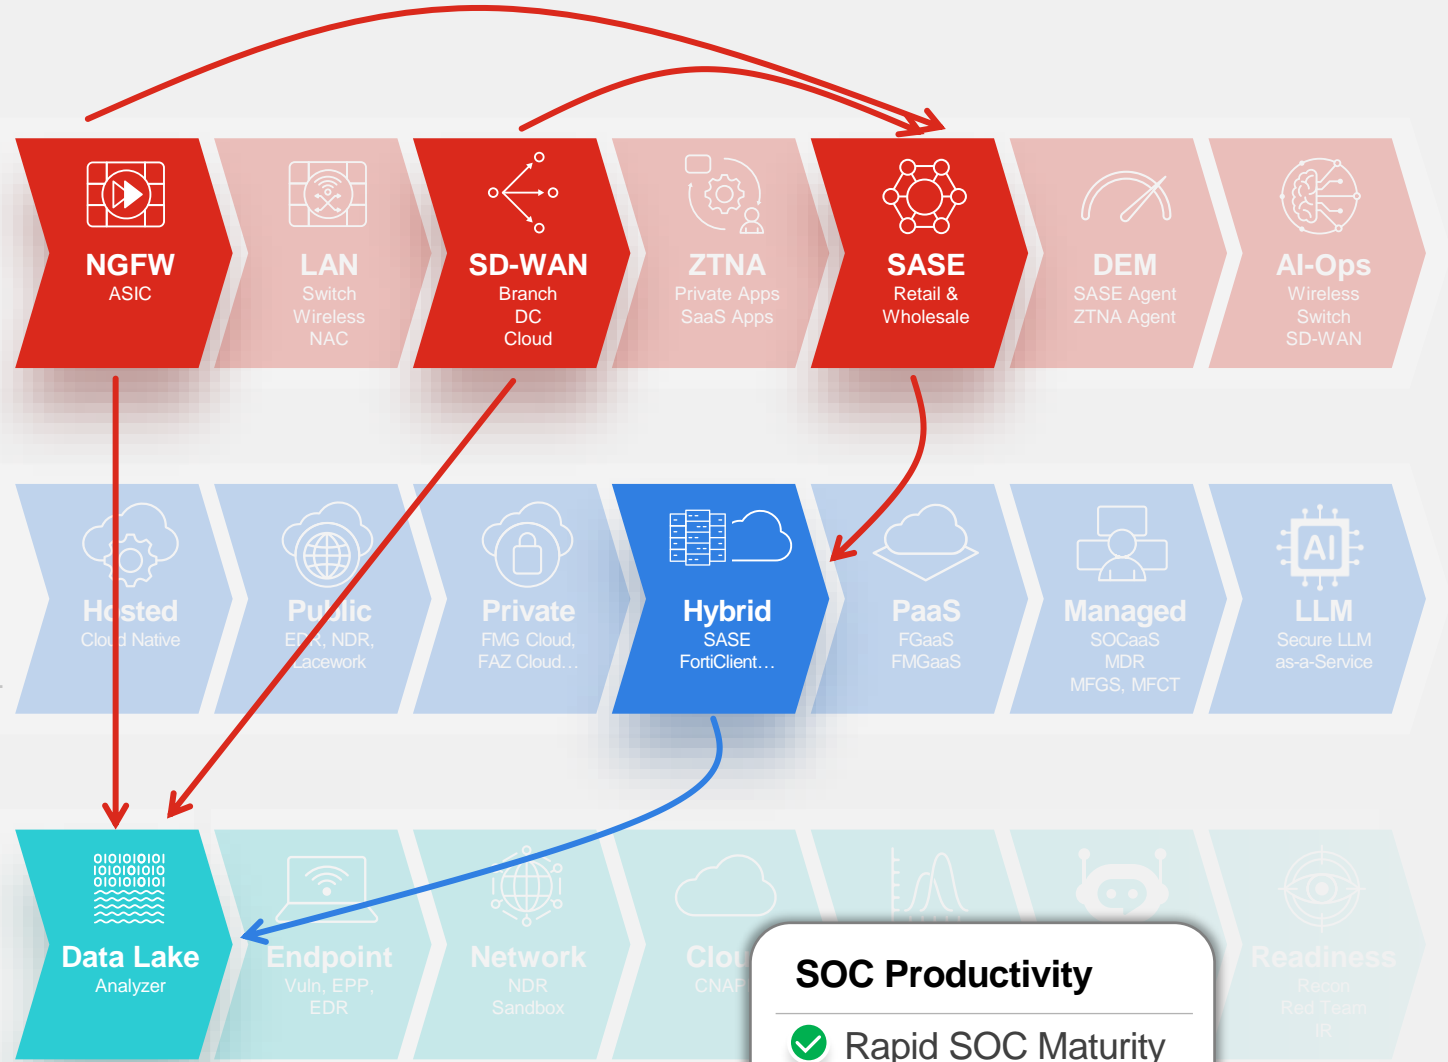 NGFW
ASIC
LAN
Switch
Wireless
NAC
SD-WAN
Branch
DC
Cloud
ZTNA
Private Apps
SaaS Apps
SASE
Retail &
Wholesale
DEM
SASE Agent
ZTNA Agent
AI-Ops
Wireless
Switch
SD-WAN
Hosted
Cloud Native
Public
EDR, NDR,
Lacework
Private
FMG Cloud,
FAZ Cloud…
Hybrid
SASE
FortiClient…
PaaS
FGaaS
FMGaaS
Managed
SOCaaS
MDR
MFGS, MFCT
AI
LLM
Secure LLM
as-a-Service
010101010
101010101
010101010
Data Lake
Analyzer
Endpoint
Vuln, EPP,
EDR
Network
NDR
Sandbox
Readiness
Recon
Red Team
IR
SOC Productivity
Rapid SOC Maturity